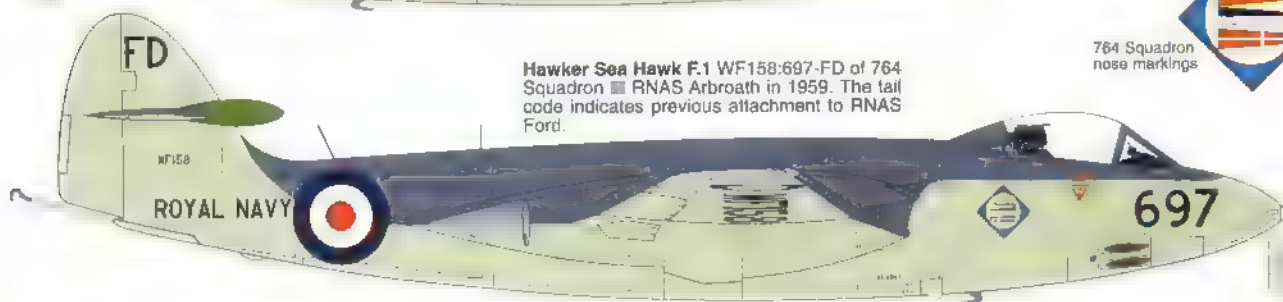 FD
Hawker Sea Hawk F.1 WF158:697-FD of 764
Squadron RNAS Arbroath in 1959. The tail
code indicates previous attachment to RNAS
Ford.
764 Squadron
nose markings
WF158
ROYAL NAVY
697